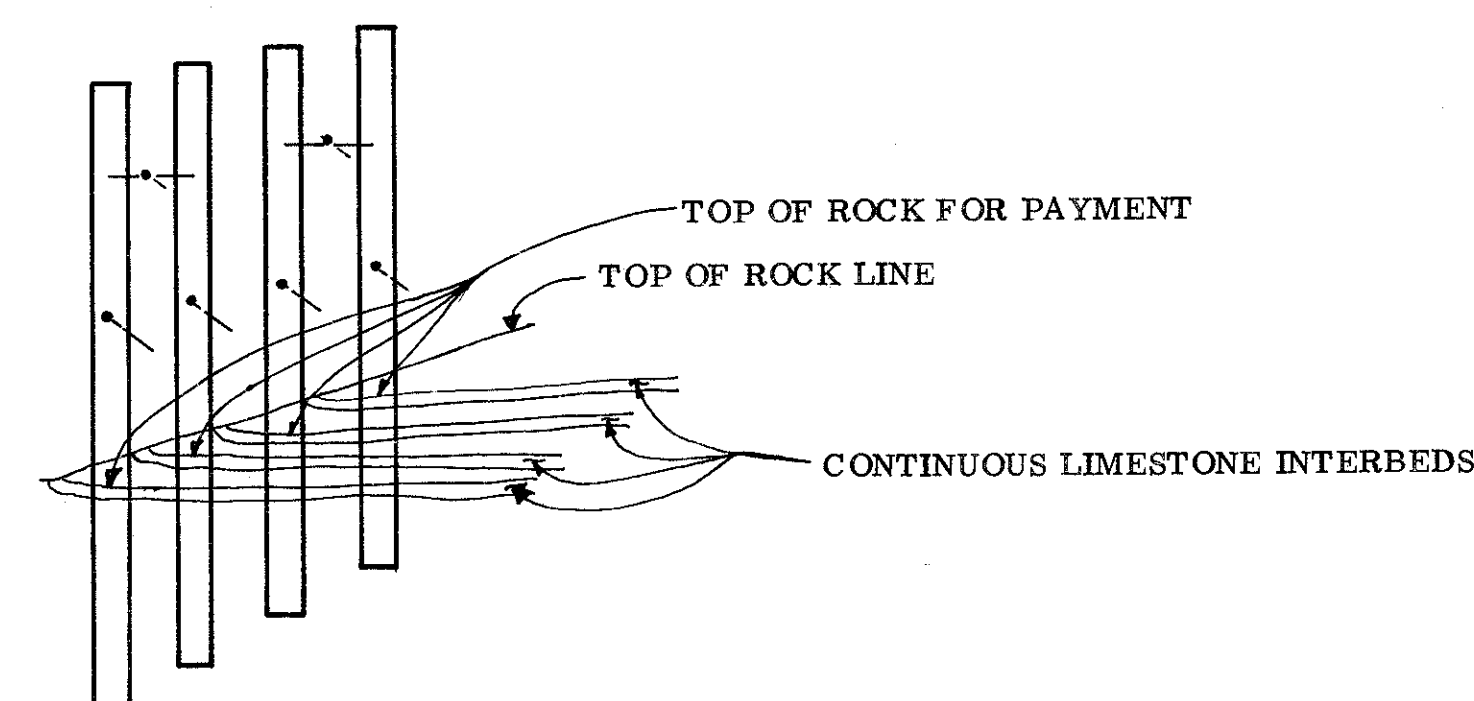 TOP OF ROCK FOR PAYMENT
TOP OF ROCK LINE
CONTINUOUS LIMESTONE INTERBEDS